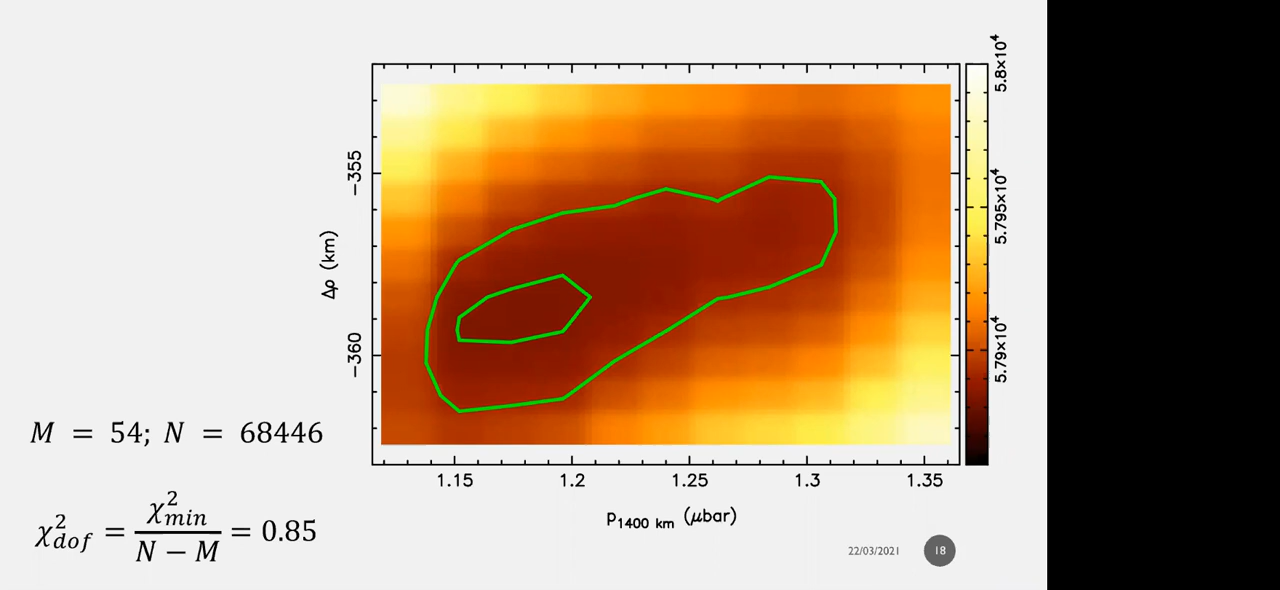 5.8×10⁴
5.795×10⁴
5.79×10⁴
−355
−360
Δρ (km)
1.15 1.2 1.25 1.3 1.35
p1400 km (μbar)
M = 54; N = 68446
χ²dof = χ²min / N − M = 0.85
22/03/2021 18